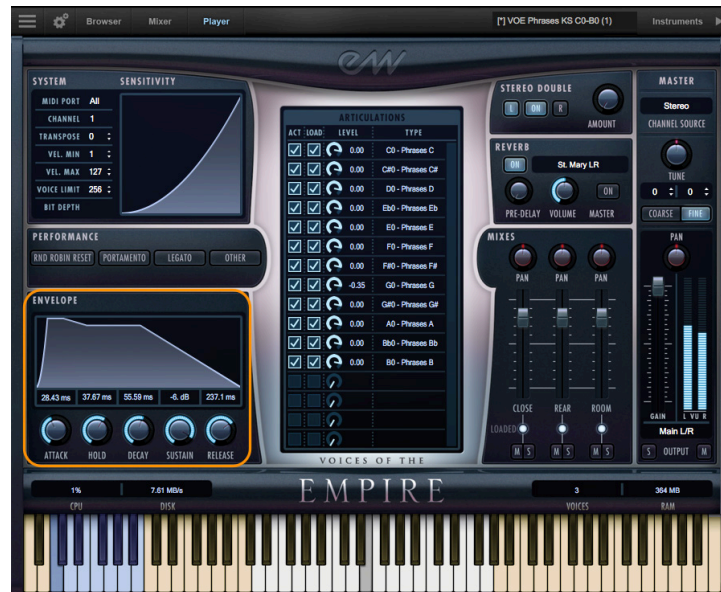 Browser Mixer Player [*] VOE Phrases KS C0-B0 (1) Instruments
EW
SYSTEM SENSITIVITY
MIDI PORT All
CHANNEL 1
TRANSPOSE 0
VEL. MIN 1
VEL. MAX 127
VOICE LIMIT 256
BIT DEPTH
PERFORMANCE
RND ROBIN RESET PORTAMENTO LEGATO OTHER
ENVELOPE
28.43 ms 37.67 ms 55.59 ms -6. dB 237.1 ms
ATTACK HOLD DECAY SUSTAIN RELEASE
ARTICULATIONS
ACT LOAD LEVEL TYPE
0.00 C0 - Phrases C
0.00 C#0 - Phrases C#
0.00 D0 - Phrases D
0.00 Eb0 - Phrases Eb
0.00 E0 - Phrases E
0.00 F0 - Phrases F
0.00 F#0 - Phrases F#
-0.35 G0 - Phrases G
0.00 G#0 - Phrases G#
0.00 A0 - Phrases A
0.00 Bb0 - Phrases Bb
0.00 B0 - Phrases B
STEREO DOUBLE
L ON R
AMOUNT
REVERB
ON St. Mary LR
ON
PRE-DELAY VOLUME MASTER
MIXES
PAN PAN PAN
CLOSE REAR ROOM
LOADED
M S M S M S
MASTER
Stereo
CHANNEL SOURCE
TUNE
0 0
COARSE FINE
PAN
GAIN L VU R
Main L/R
S OUTPUT M
VOICES OF THE
EMPIRE
1% 7.61 MB/s
CPU DISK
3 364 MB
VOICES RAM